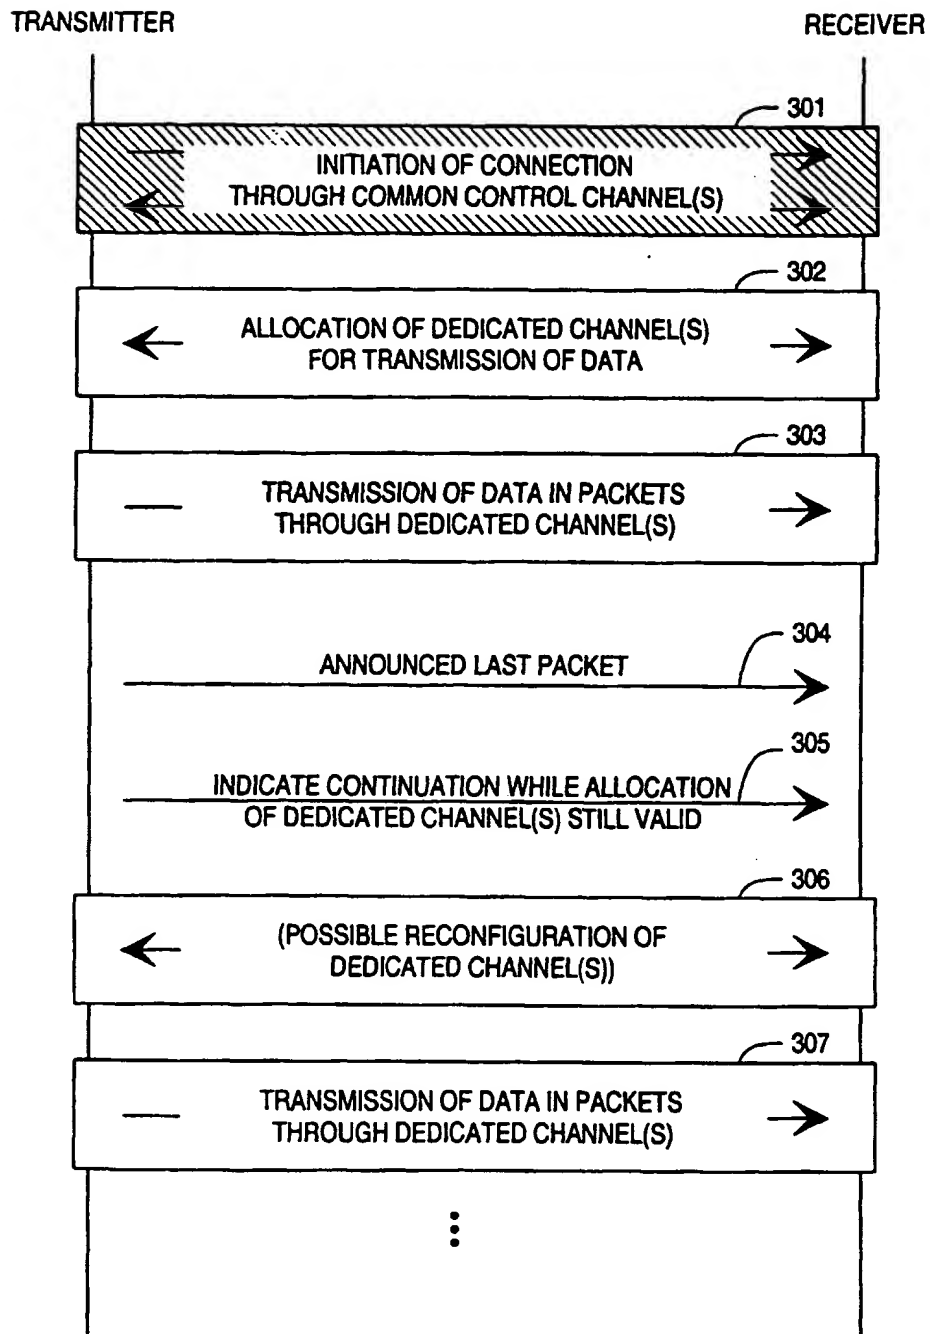 TRANSMITTER
RECEIVER
301
INITIATION OF CONNECTION
THROUGH COMMON CONTROL CHANNEL(S)
302
ALLOCATION OF DEDICATED CHANNEL(S)
FOR TRANSMISSION OF DATA
303
TRANSMISSION OF DATA IN PACKETS
THROUGH DEDICATED CHANNEL(S)
304
ANNOUNCED LAST PACKET
305
INDICATE CONTINUATION WHILE ALLOCATION
OF DEDICATED CHANNEL(S) STILL VALID
306
(POSSIBLE RECONFIGURATION OF
DEDICATED CHANNEL(S))
307
TRANSMISSION OF DATA IN PACKETS
THROUGH DEDICATED CHANNEL(S)